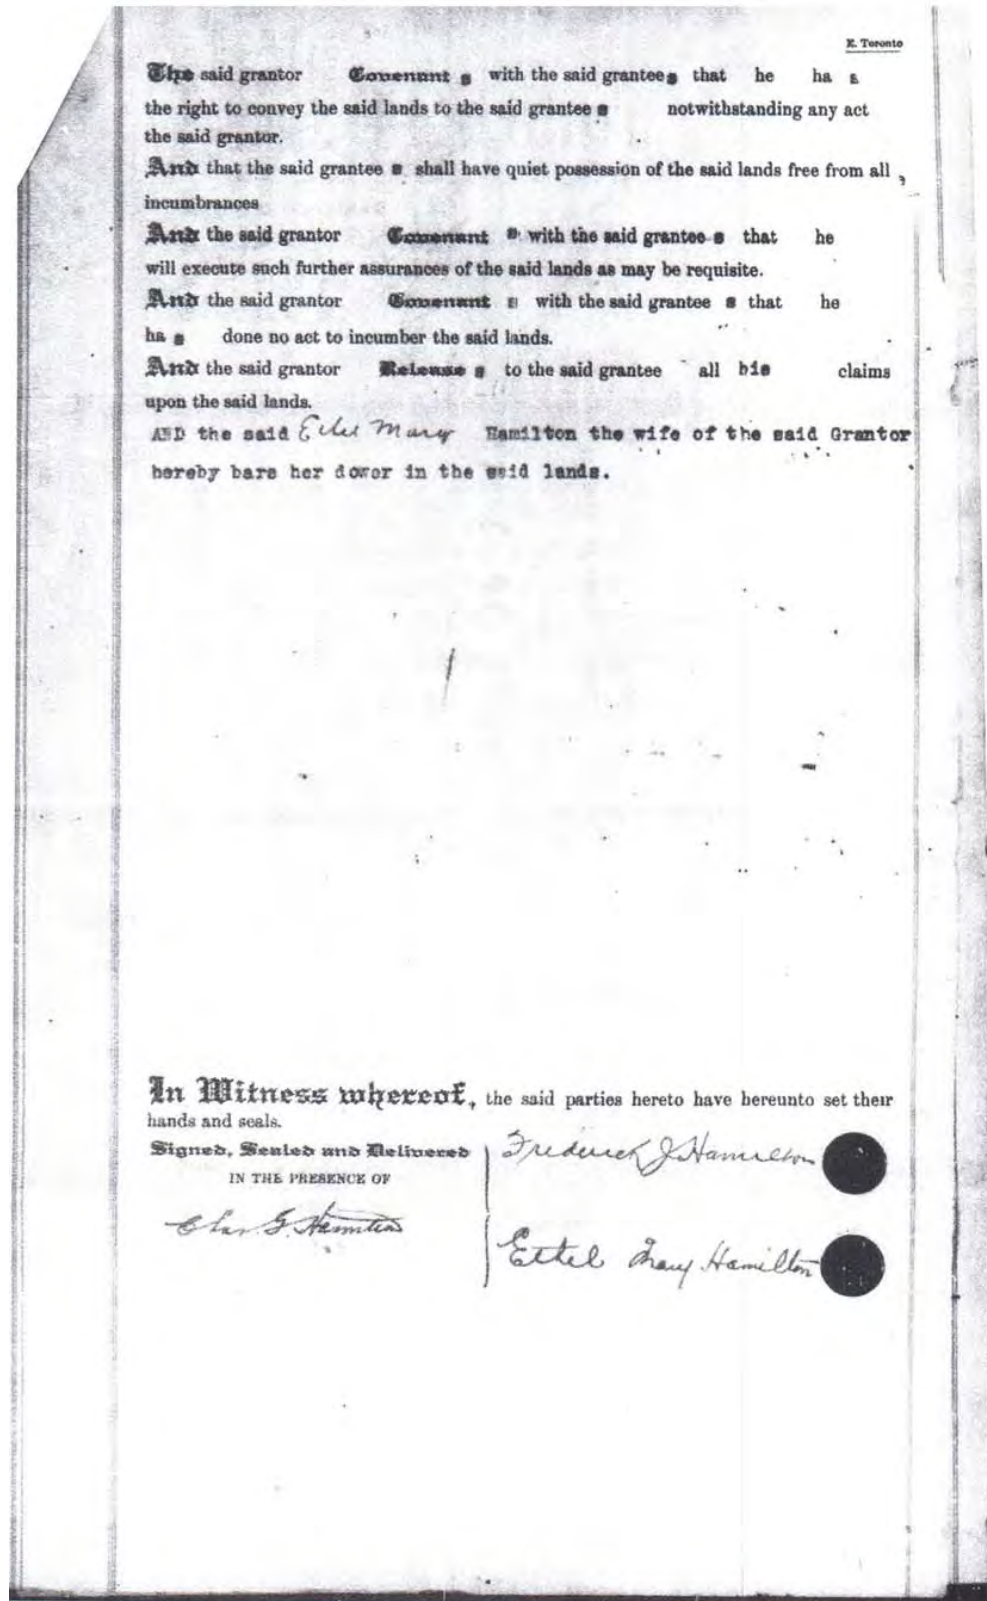 E. Toronto
The said grantor Covenant s with the said grantees that he ha s
the right to convey the said lands to the said grantee s notwithstanding any act
the said grantor.
And that the said grantee s shall have quiet possession of the said lands free from all
incumbrances
And the said grantor Covenant s with the said grantee s that he
will execute such further assurances of the said lands as may be requisite.
And the said grantor Covenant s with the said grantee s that he
ha s done no act to incumber the said lands.
And the said grantor Release s to the said grantee all his claims
upon the said lands.
AND the said Ethel Mary Hamilton the wife of the said Grantor
hereby bars her dower in the said lands.
In Witness whereof, the said parties hereto have hereunto set their
hands and seals.
Signed, Sealed and Delivered
IN THE PRESENCE OF
Frederick J Hamilton
Chas. G.
Ethel Mary Hamilton